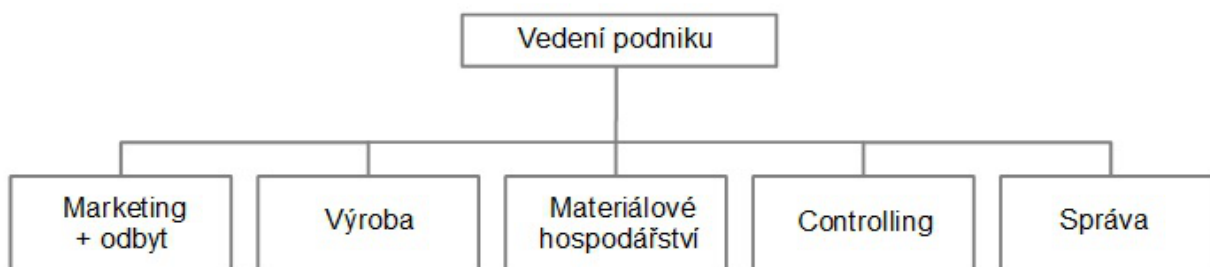 Vedení podniku
Marketing
+ odbyt
Výroba
Materiálové
hospodářství
Controlling
Správa